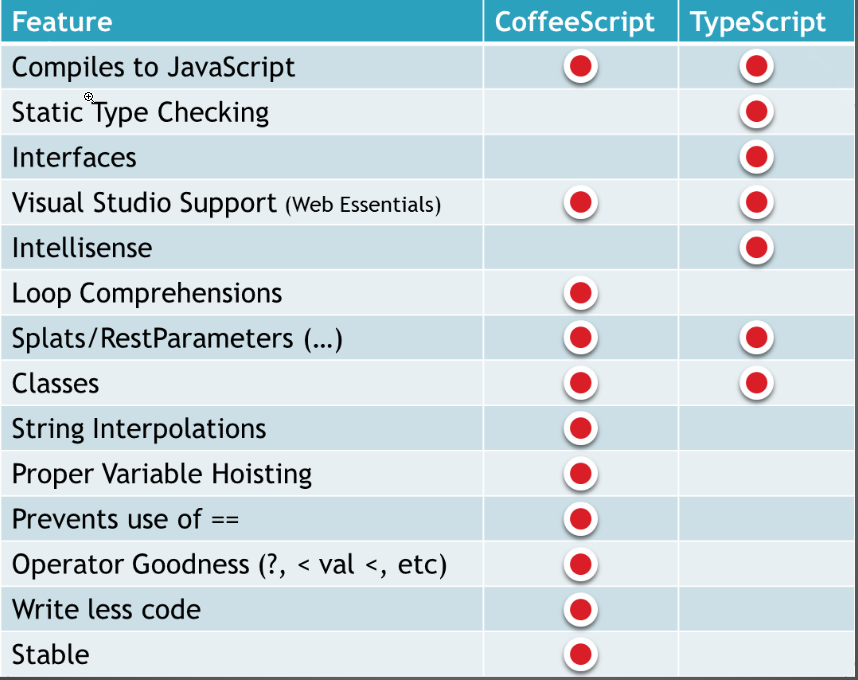 Feature CoffeeScript TypeScript
Compiles to JavaScript
Static Type Checking
Interfaces
Visual Studio Support (Web Essentials)
Intellisense
Loop Comprehensions
Splats/RestParameters (…)
Classes
String Interpolations
Proper Variable Hoisting
Prevents use of ==
Operator Goodness (?, < val <, etc)
Write less code
Stable